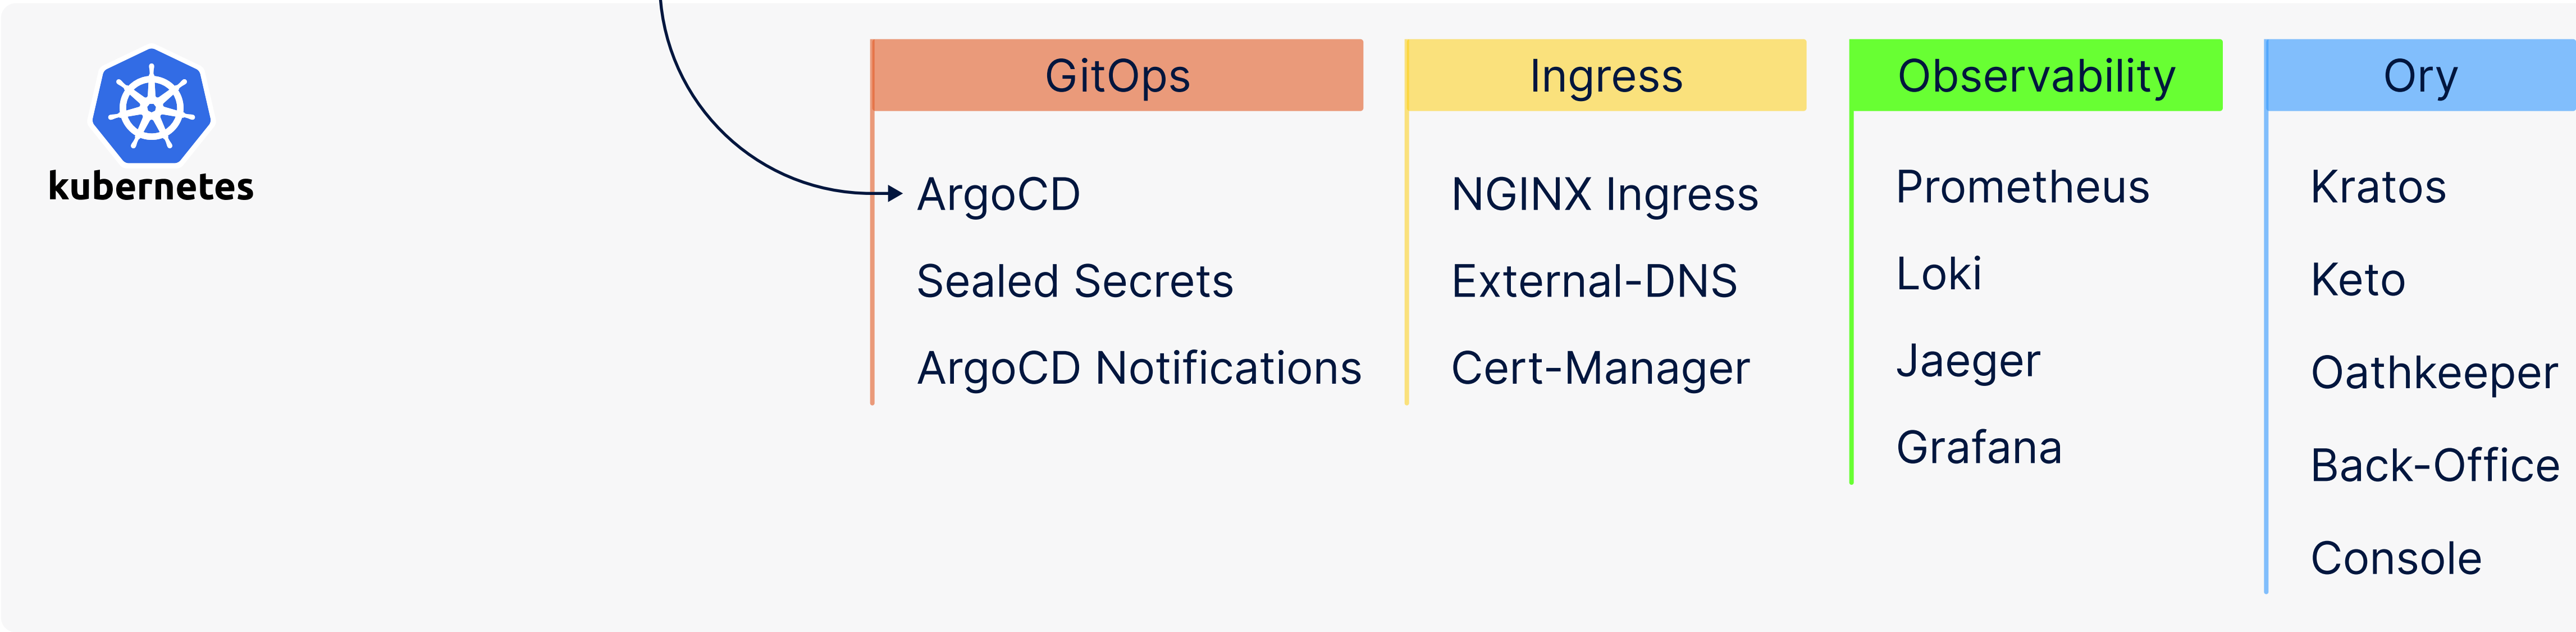 kubernetes
GitOps
ArgoCD
Sealed Secrets
ArgoCD Notifications
Ingress
NGINX Ingress
External-DNS
Cert-Manager
Observability
Prometheus
Loki
Jaeger
Grafana
Ory
Kratos
Keto
Oathkeeper
Back-Office
Console